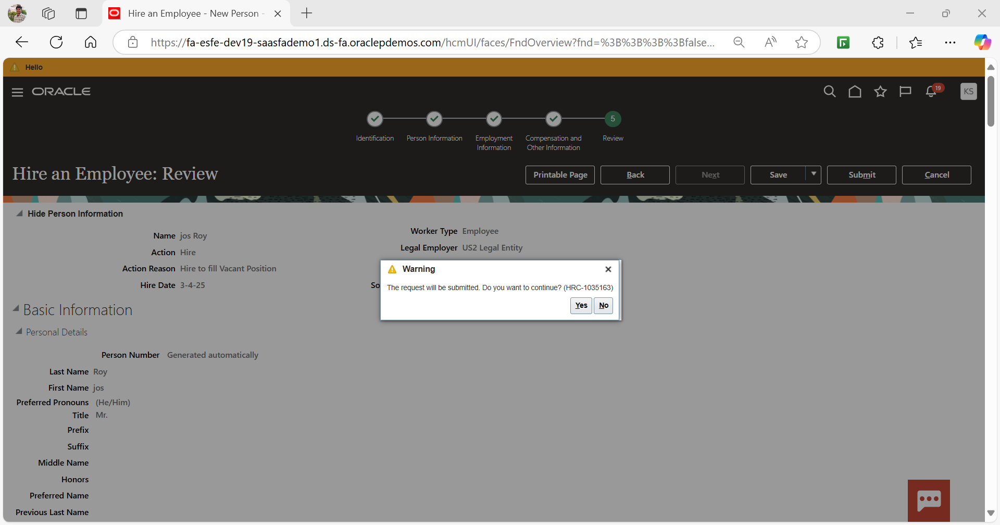 Hire an Employee - New Person -
https://fa-esfe-dev19-saasfademo1.ds-fa.oraclepdemos.com/hcmUI/faces/FndOverview?fnd=%3B%3B%3B%3Bfalse...
Hello
ORACLE
19
KS
5
Identification
Person Information
Employment
Information
Compensation and
Other Information
Review
Hire an Employee: Review
Printable Page
Back
Next
Save
Submit
Cancel
Hide Person Information
Name jos Roy
Action Hire
Action Reason Hire to fill Vacant Position
Hire Date 3-4-25
Worker Type Employee
Legal Employer US2 Legal Entity
So
Warning
The request will be submitted. Do you want to continue? (HRC-1035163)
Yes
No
Basic Information
Personal Details
Person Number Generated automatically
Last Name Roy
First Name jos
Preferred Pronouns (He/Him)
Title Mr.
Prefix
Suffix
Middle Name
Honors
Preferred Name
Previous Last Name